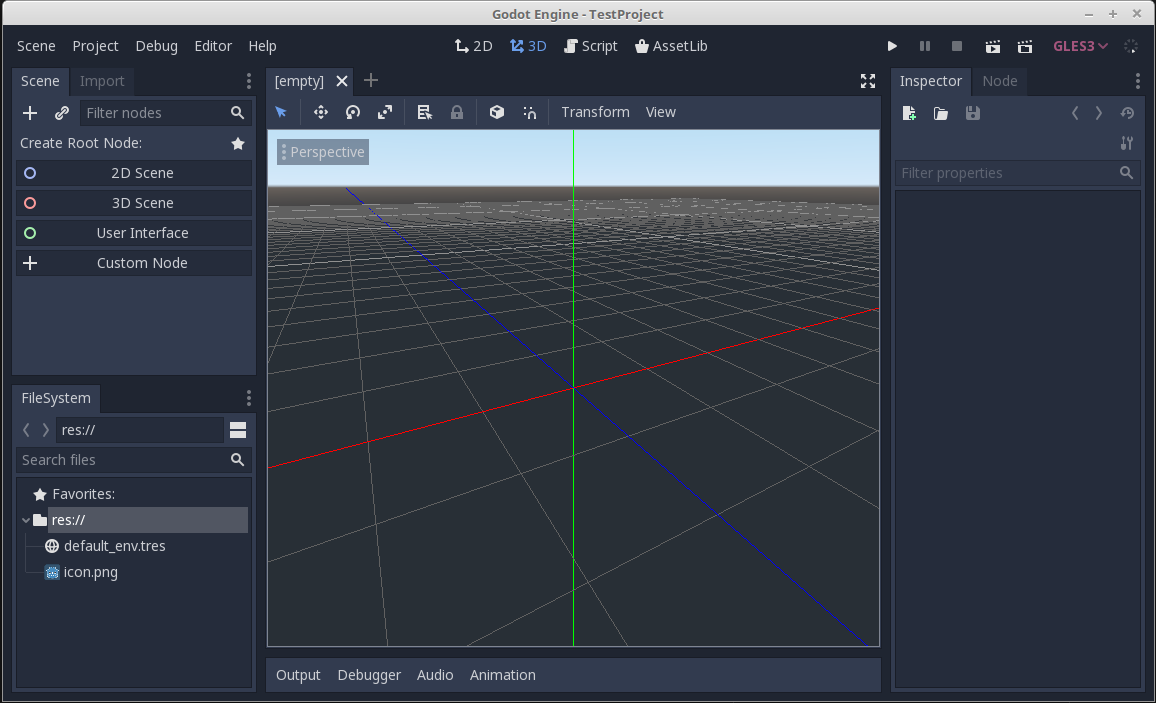 Godot Engine - TestProject
Scene Project Debug Editor Help
2D 3D Script AssetLib
GLES3
Scene Import
Filter nodes
Create Root Node:
2D Scene
3D Scene
User Interface
Custom Node
FileSystem
res://
Search files
Favorites:
res://
default_env.tres
icon.png
[empty]
Transform View
Perspective
Output Debugger Audio Animation
Inspector Node
Filter properties